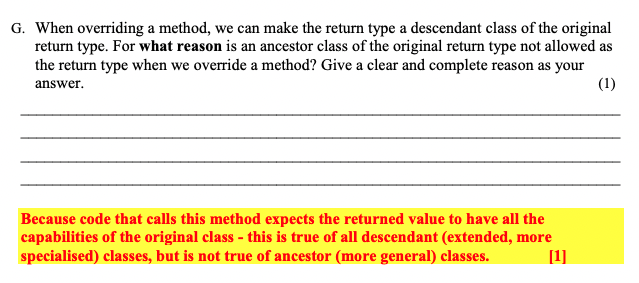 G. When overriding a method, we can make the return type a descendant class of the original
return type. For what reason is an ancestor class of the original return type not allowed as
the return type when we override a method? Give a clear and complete reason as your
answer. (1)
Because code that calls this method expects the returned value to have all the
capabilities of the original class - this is true of all descendant (extended, more
specialised) classes, but is not true of ancestor (more general) classes. [1]